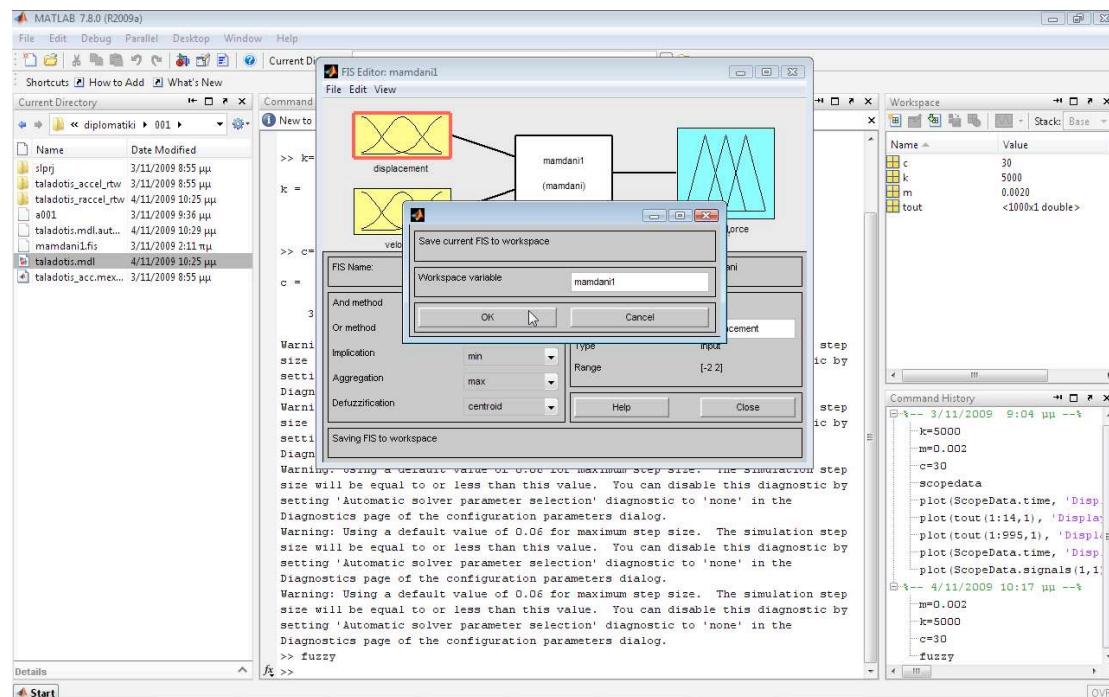 MATLAB 7.8.0 (R2009a)
File Edit Debug Parallel Desktop Window Help
Current Di
Shortcuts How to Add What's New
Current Directory
« diplomatiki ▸ 001 ▸
Name Date Modified
slprj 3/11/2009 8:55 μμ
taladotis_accel_rtw 3/11/2009 8:55 μμ
taladotis_raccel_rtw 4/11/2009 10:25 μμ
a001 3/11/2009 9:36 μμ
taladotis.mdl.aut... 4/11/2009 10:29 μμ
mamdani1.fis 3/11/2009 2:11 πμ
taladotis.mdl 4/11/2009 10:25 μμ
taladotis_acc.mex... 3/11/2009 8:55 μμ
Details
Start
Command
New to
>> k=
k =
>> c=
c =
3
Warni
size
setti
Diagn
Warni
size
setti
Diagn
step
ic by
step
ic by
Warning: Using a default value of 0.06 for maximum step size. The simulation step
size will be equal to or less than this value. You can disable this diagnostic by
setting 'Automatic solver parameter selection' diagnostic to 'none' in the
Diagnostics page of the configuration parameters dialog.
Warning: Using a default value of 0.06 for maximum step size. The simulation step
size will be equal to or less than this value. You can disable this diagnostic by
setting 'Automatic solver parameter selection' diagnostic to 'none' in the
Diagnostics page of the configuration parameters dialog.
Warning: Using a default value of 0.06 for maximum step size. The simulation step
size will be equal to or less than this value. You can disable this diagnostic by
setting 'Automatic solver parameter selection' diagnostic to 'none' in the
Diagnostics page of the configuration parameters dialog.
>> fuzzy
fx >>
FIS Editor: mamdani1
File Edit View
displacement
velo
mamdani1
(mamdani)
orce
FIS Name:
ani
And method
Or method
Implication min
Aggregation max
Defuzzification centroid
cement
Type input
Range [-2 2]
Help Close
Saving FIS to workspace
Save current FIS to workspace
Workspace variable mamdani1
OK Cancel
Workspace
Stack: Base
Name Value
c 30
k 5000
m 0.0020
tout <1000x1 double>
Command History
%-- 3/11/2009 9:04 μμ --%
k=5000
m=0.002
c=30
scopedata
plot(ScopeData.time, 'Disp
plot(tout(1:14,1), 'Displa
plot(tout(1:995,1), 'Displ
plot(ScopeData.time, 'Disp
plot(ScopeData.signals(1,1
%-- 4/11/2009 10:17 μμ --%
m=0.002
k=5000
c=30
fuzzy
OVR